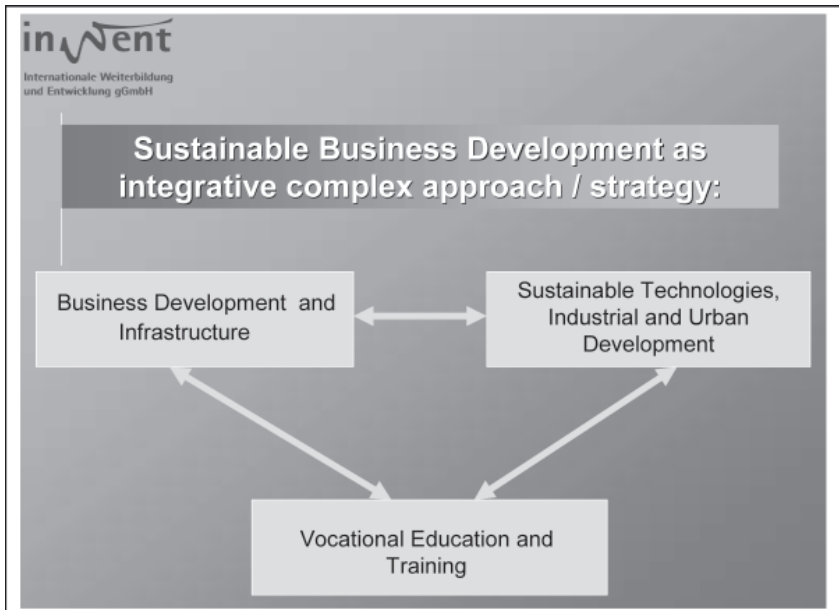 inwent
Internationale Weiterbildung
und Entwicklung gGmbH
Sustainable Business Development as
integrative complex approach / strategy:
Business Development and
Infrastructure
Sustainable Technologies,
Industrial and Urban
Development
Vocational Education and
Training